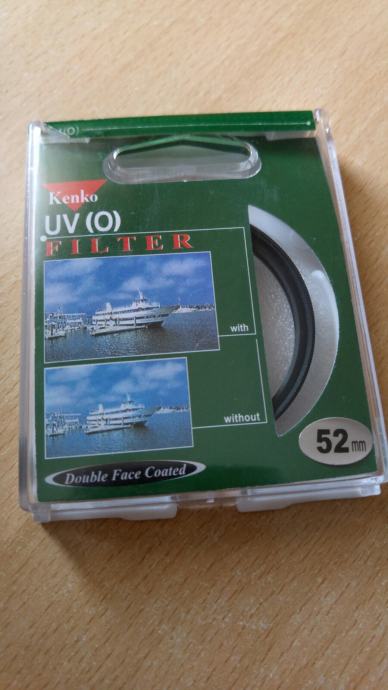 (O)
Kenko
UV (O)
FILTER
with
without
52mm
Double Face Coated